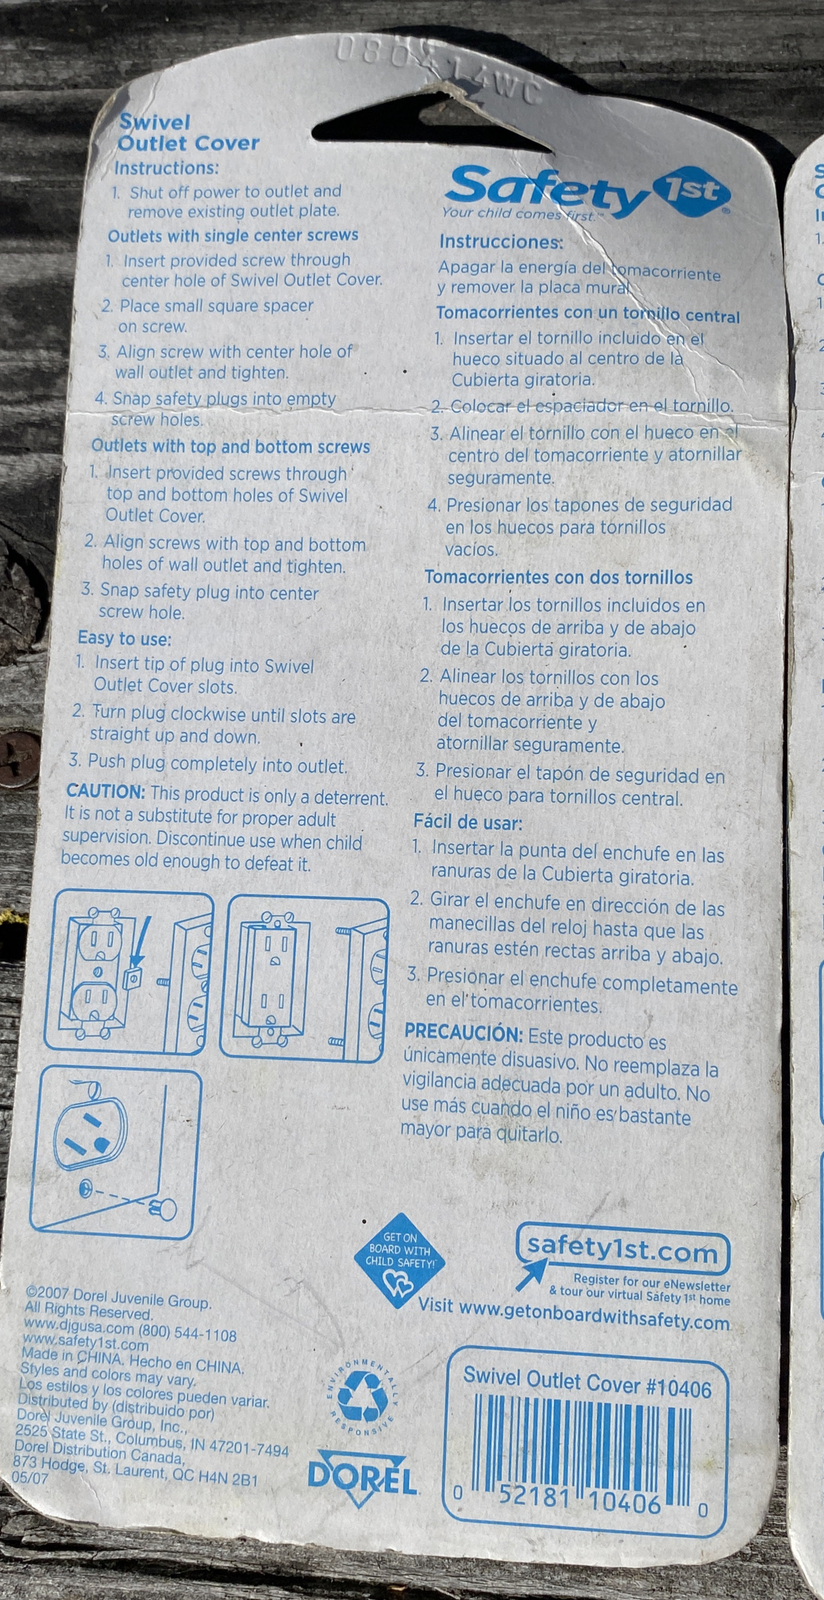 080414WC
Swivel
Outlet Cover
Instructions:
1. Shut off power to outlet and
remove existing outlet plate.
Outlets with single center screws
1. Insert provided screw through
center hole of Swivel Outlet Cover.
2. Place small square spacer
on screw.
3. Align screw with center hole of
wall outlet and tighten.
4. Snap safety plugs into empty
screw holes.
Outlets with top and bottom screws
1. Insert provided screws through
top and bottom holes of Swivel
Outlet Cover.
2. Align screws with top and bottom
holes of wall outlet and tighten.
3. Snap safety plug into center
screw hole.
Easy to use:
1. Insert tip of plug into Swivel
Outlet Cover slots.
2. Turn plug clockwise until slots are
straight up and down.
3. Push plug completely into outlet.
CAUTION: This product is only a deterrent.
It is not a substitute for proper adult
supervision. Discontinue use when child
becomes old enough to defeat it.
Safety 1st®
Your child comes first.™
Instrucciones:
Apagar la energía del tomacorriente
y remover la placa mural
Tomacorrientes con un tornillo central
1. Insertar el tornillo incluido en el
hueco situado al centro de la
Cubierta giratoria.
2. Colocar el espaciador en el tornillo.
3. Alinear el tornillo con el hueco en el
centro del tomacorriente y atornillar
seguramente.
4. Presionar los tapones de seguridad
en los huecos para tornillos
vacíos.
Tomacorrientes con dos tornillos
1. Insertar los tornillos incluidos en
los huecos de arriba y de abajo
de la Cubierta giratoria.
2. Alinear los tornillos con los
huecos de arriba y de abajo
del tomacorriente y
atornillar seguramente.
3. Presionar el tapón de seguridad en
el hueco para tornillos central.
Fácil de usar:
1. Insertar la punta del enchufe en las
ranuras de la Cubierta giratoria.
2. Girar el enchufe en dirección de las
manecillas del reloj hasta que las
ranuras estén rectas arriba y abajo.
3. Presionar el enchufe completamente
en el tomacorrientes.
PRECAUCIÓN: Este producto es
únicamente disuasivo. No reemplaza la
vigilancia adecuada por un adulto. No
use más cuando el niño es bastante
mayor para quitarlo.
GET ON
BOARD WITH
CHILD SAFETY!
safety1st.com
Register for our eNewsletter
& tour our virtual Safety 1st home
Visit www.getonboardwithsafety.com
©2007 Dorel Juvenile Group.
All Rights Reserved.
www.djgusa.com (800) 544-1108
www.safety1st.com
Made in CHINA. Hecho en CHINA.
Styles and colors may vary.
Los estilos y los colores pueden variar.
Distributed by (distribuido por)
Dorel Juvenile Group, Inc.,
2525 State St., Columbus, IN 47201-7494
Dorel Distribution Canada,
873 Hodge, St. Laurent, QC H4N 2B1
05/07
ENVIRONMENTALLY
RESPONSIVE
DOREL
Swivel Outlet Cover #10406
0 52181 10406 0